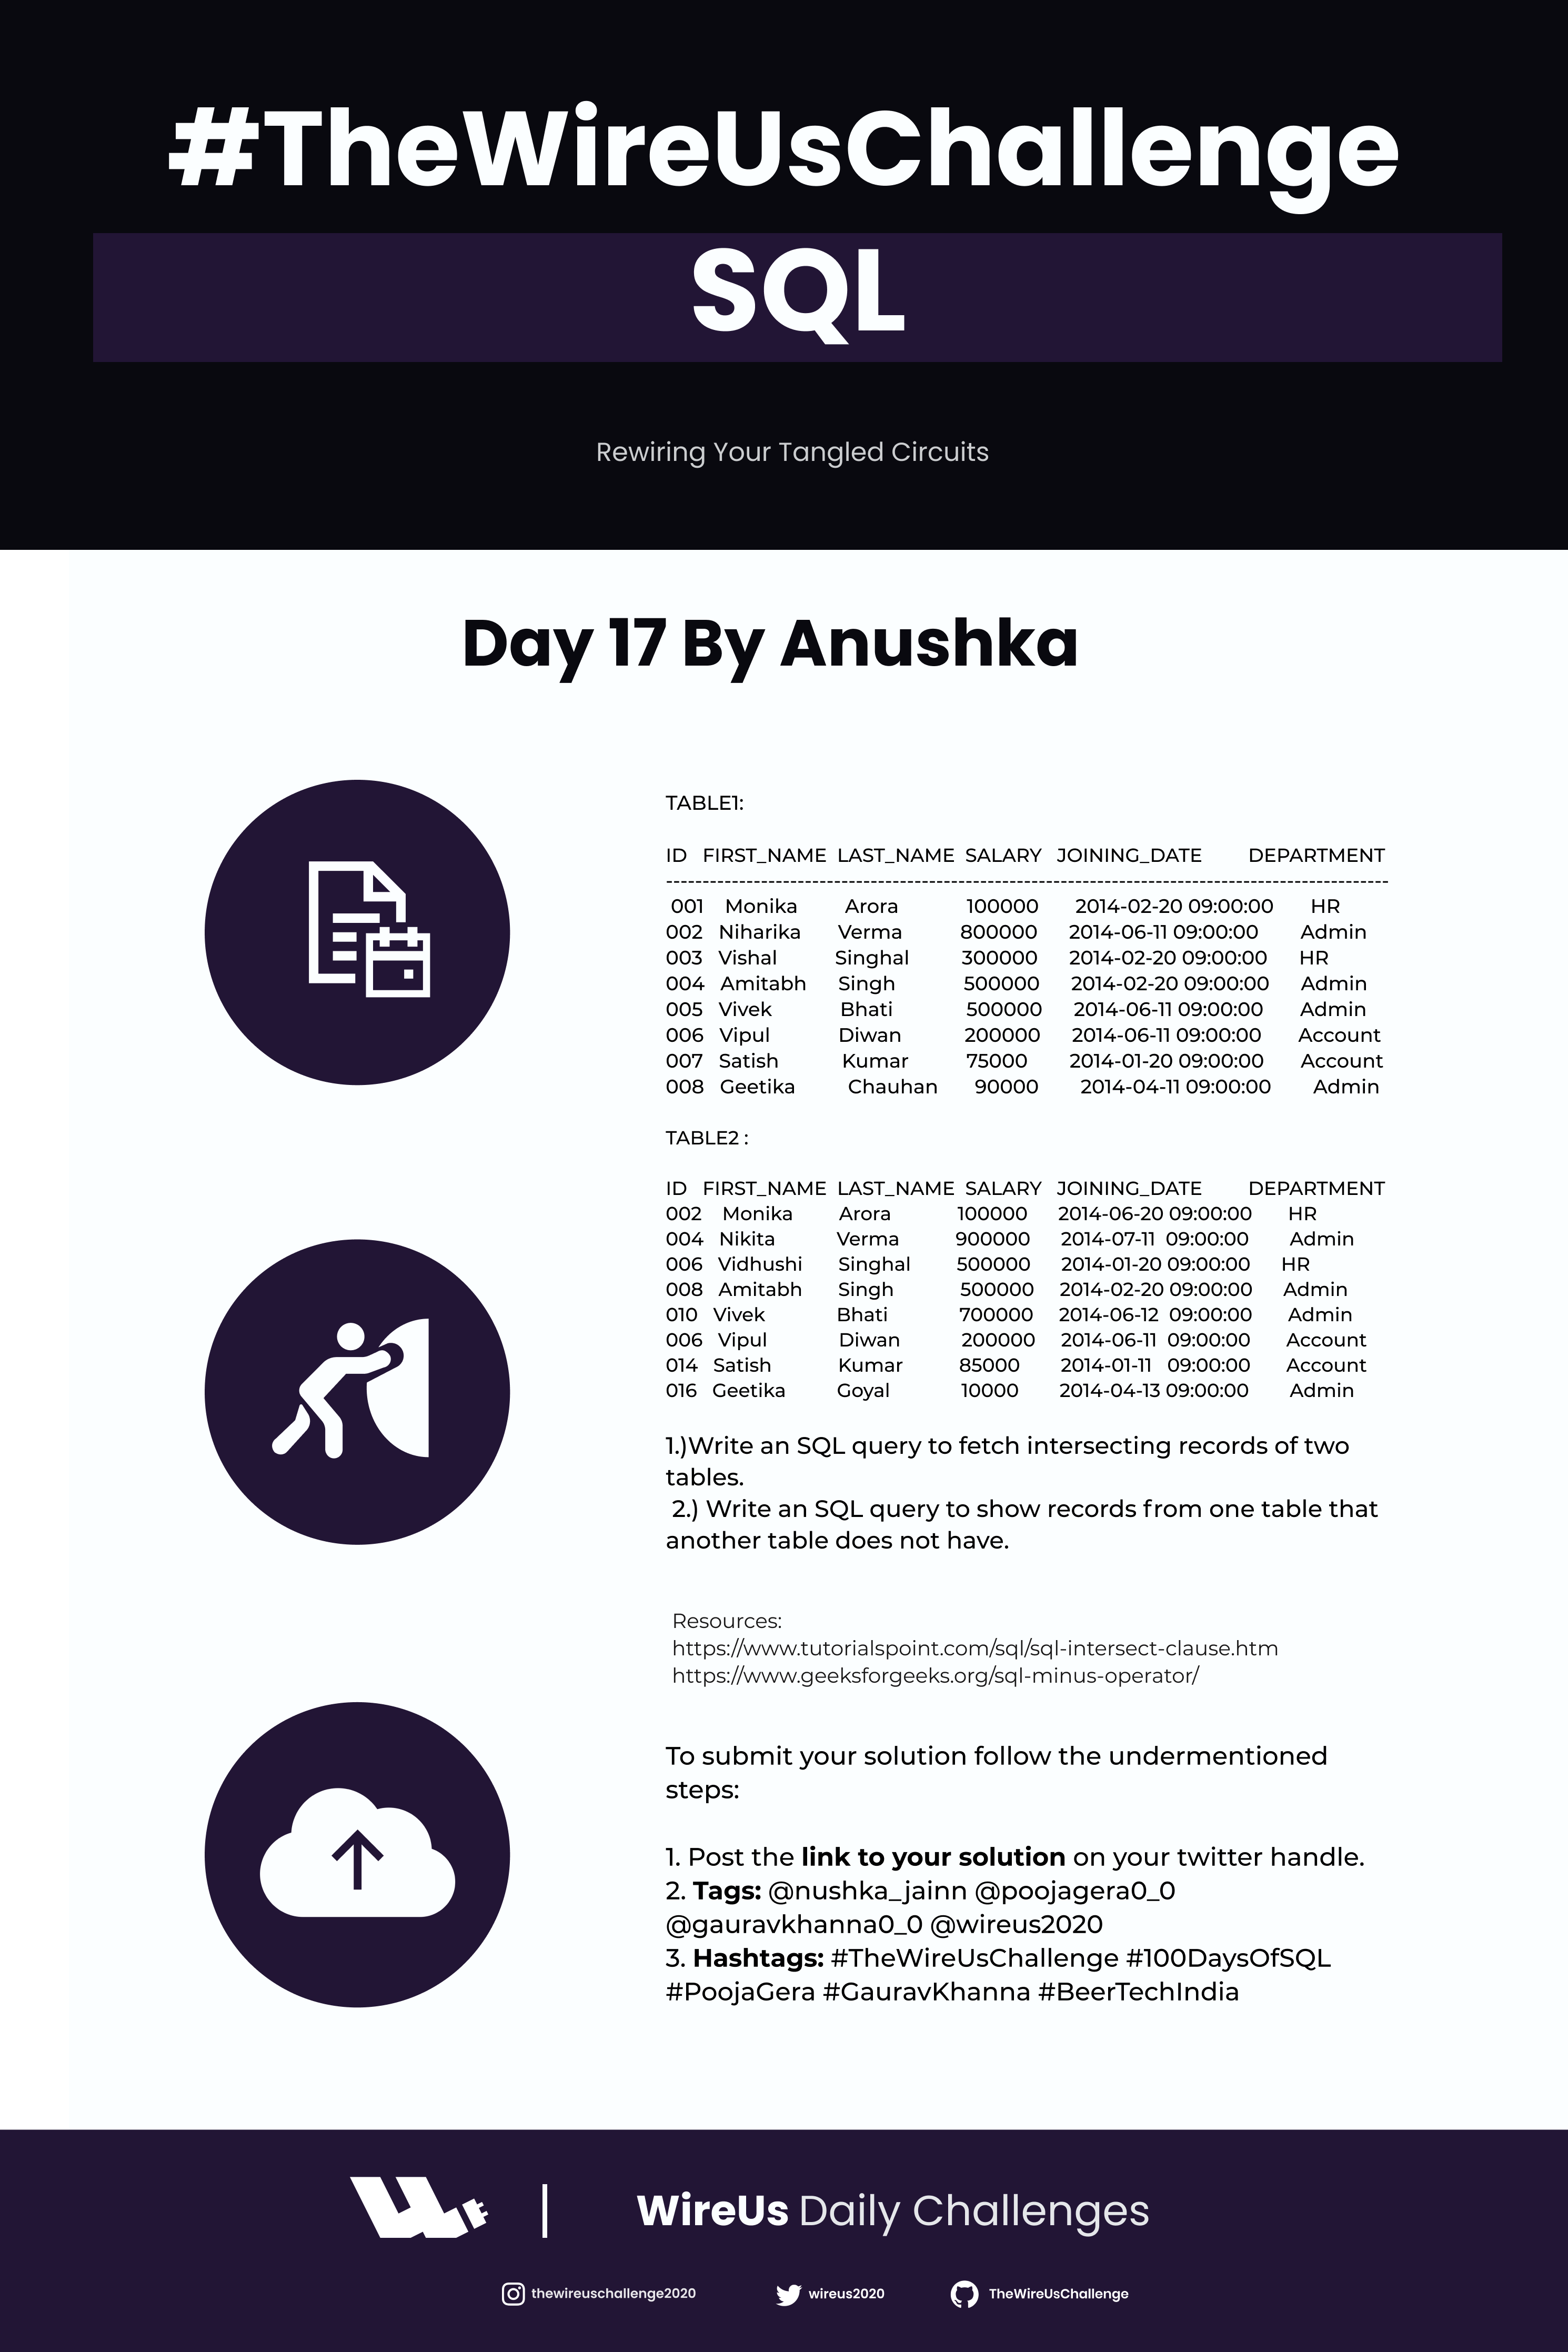 #TheWireUsChallenge
SQL
Rewiring Your Tangled Circuits
Day 17 By Anushka
TABLE1:
ID FIRST_NAME LAST_NAME SALARY JOINING_DATE DEPARTMENT
--------------------------------------------------------------------------------------------------
001 Monika Arora 100000 2014-02-20 09:00:00 HR
002 Niharika Verma 800000 2014-06-11 09:00:00 Admin
003 Vishal Singhal 300000 2014-02-20 09:00:00 HR
004 Amitabh Singh 500000 2014-02-20 09:00:00 Admin
005 Vivek Bhati 500000 2014-06-11 09:00:00 Admin
006 Vipul Diwan 200000 2014-06-11 09:00:00 Account
007 Satish Kumar 75000 2014-01-20 09:00:00 Account
008 Geetika Chauhan 90000 2014-04-11 09:00:00 Admin
TABLE2 :
ID FIRST_NAME LAST_NAME SALARY JOINING_DATE DEPARTMENT
002 Monika Arora 100000 2014-06-20 09:00:00 HR
004 Nikita Verma 900000 2014-07-11 09:00:00 Admin
006 Vidhushi Singhal 500000 2014-01-20 09:00:00 HR
008 Amitabh Singh 500000 2014-02-20 09:00:00 Admin
010 Vivek Bhati 700000 2014-06-12 09:00:00 Admin
006 Vipul Diwan 200000 2014-06-11 09:00:00 Account
014 Satish Kumar 85000 2014-01-11 09:00:00 Account
016 Geetika Goyal 10000 2014-04-13 09:00:00 Admin
1.)Write an SQL query to fetch intersecting records of two
tables.
2.) Write an SQL query to show records from one table that
another table does not have.
Resources:
https://www.tutorialspoint.com/sql/sql-intersect-clause.htm
https://www.geeksforgeeks.org/sql-minus-operator/
To submit your solution follow the undermentioned
steps:
1. Post the link to your solution on your twitter handle.
2. Tags: @nushka_jainn @poojagera0_0
@gauravkhanna0_0 @wireus2020
3. Hashtags: #TheWireUsChallenge #100DaysOfSQL
#PoojaGera #GauravKhanna #BeerTechIndia
WireUs Daily Challenges
thewireuschallenge2020 wireus2020 TheWireUsChallenge